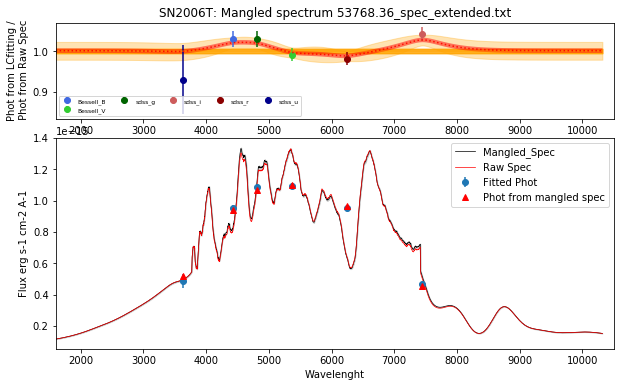 SN2006T: Mangled spectrum 53768.36_spec_extended.txt
Phot from LCfitting /
Phot from Raw Spec
1.0
0.9
Bessell_B
sdss_g
sdss_i
sdss_r
sdss_u
Bessell_V
2000 3000 4000 5000 6000 7000 8000 9000 10000
Flux erg s-1 cm-2 A-1
1.4
1.2
1.0
0.8
0.6
0.4
0.2
Mangled_Spec
Raw Spec
Fitted Phot
Phot from mangled spec
2000 3000 4000 5000 6000 7000 8000 9000 10000
Wavelenght